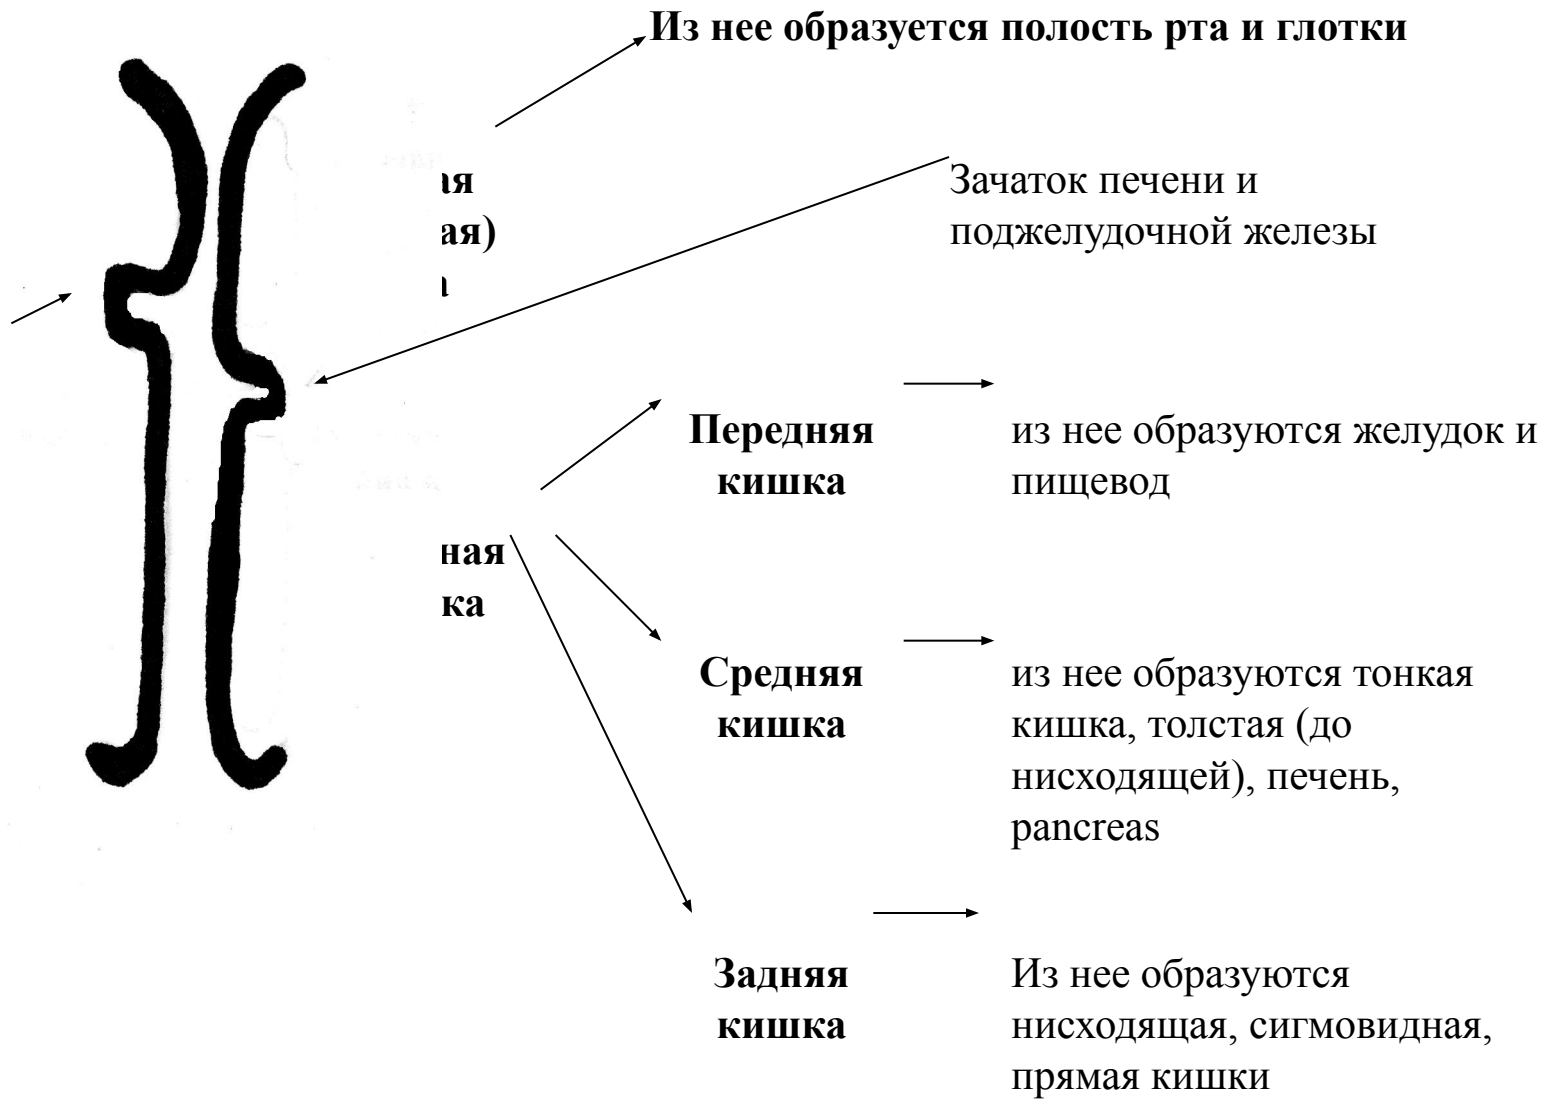 Из нее образуется полость рта и глотки
ая
ая)
Зачаток печени и
поджелудочной железы
Передняя
кишка
из нее образуются желудок и
пищевод
ная
ка
Средняя
кишка
из нее образуются тонкая
кишка, толстая (до
нисходящей), печень,
pancreas
Задняя
кишка
Из нее образуются
нисходящая, сигмовидная,
прямая кишки